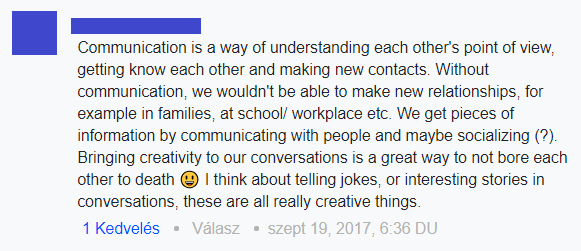 Communication is a way of understanding each other's point of view,
getting know each other and making new contacts. Without
communication, we wouldn't be able to make new relationships, for
example in families, at school/ workplace etc. We get pieces of
information by communicating with people and maybe socializing (?).
Bringing creativity to our conversations is a great way to not bore each
other to death 😃 I think about telling jokes, or interesting stories in
conversations, these are all really creative things.
1 Kedvelés • Válasz • szept 19, 2017, 6:36 DU